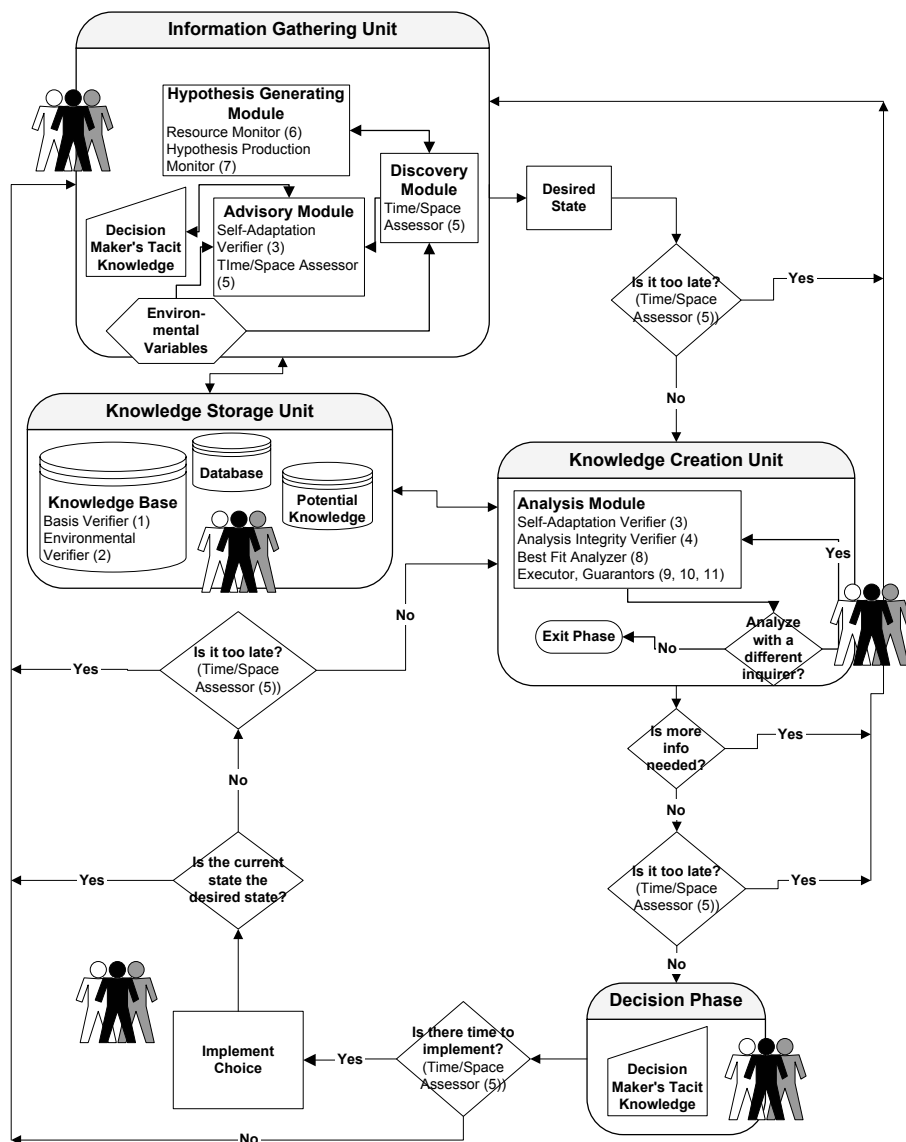 Information Gathering Unit
Hypothesis Generating
Module
Resource Monitor (6)
Hypothesis Production
Monitor (7)
Discovery
Module
Time/Space
Assessor (5)
Decision
Maker's Tacit
Knowledge
Advisory Module
Self-Adaptation
Verifier (3)
TIme/Space Assessor
(5)
Environ-
mental
Variables
Desired
State
Is it too late?
(Time/Space
Assessor (5))
Yes
No
Knowledge Storage Unit
Knowledge Base
Basis Verifier (1)
Environmental
Verifier (2)
Database
Potential
Knowledge
Knowledge Creation Unit
Analysis Module
Self-Adaptation Verifier (3)
Analysis Integrity Verifier (4)
Best Fit Analyzer (8)
Executor, Guarantors (9, 10, 11)
Yes
Analyze
with a
different
inquirer?
No
Exit Phase
No
Is it too late?
(Time/Space
Assessor (5))
Yes
No
Is more
info
needed?
Yes
No
Is the current
state the
desired state?
Yes
Is it too late?
(Time/Space
Assessor (5))
Yes
No
Decision Phase
Decision
Maker's Tacit
Knowledge
Is there time to
implement?
(Time/Space
Assessor (5))
Yes
Implement
Choice
No